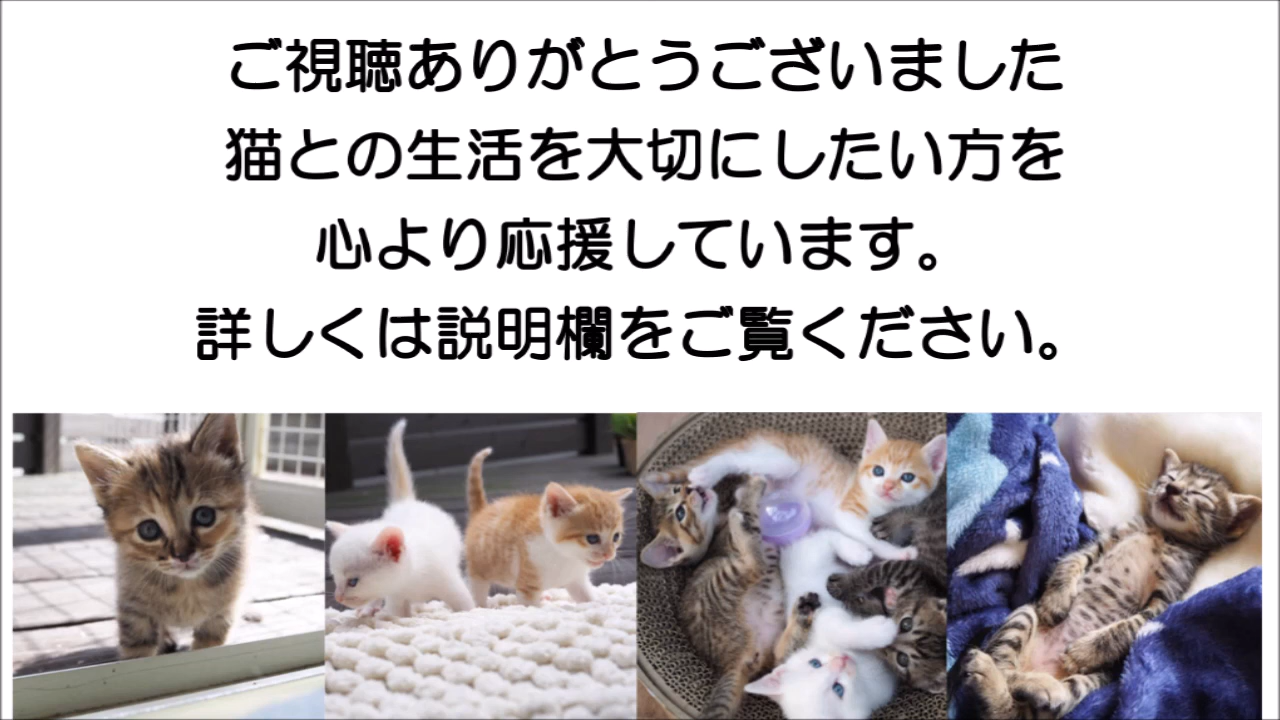 ご視聴ありがとうございました
猫との生活を大切にしたい方を
心より応援しています。
詳しくは説明欄をご覧ください。